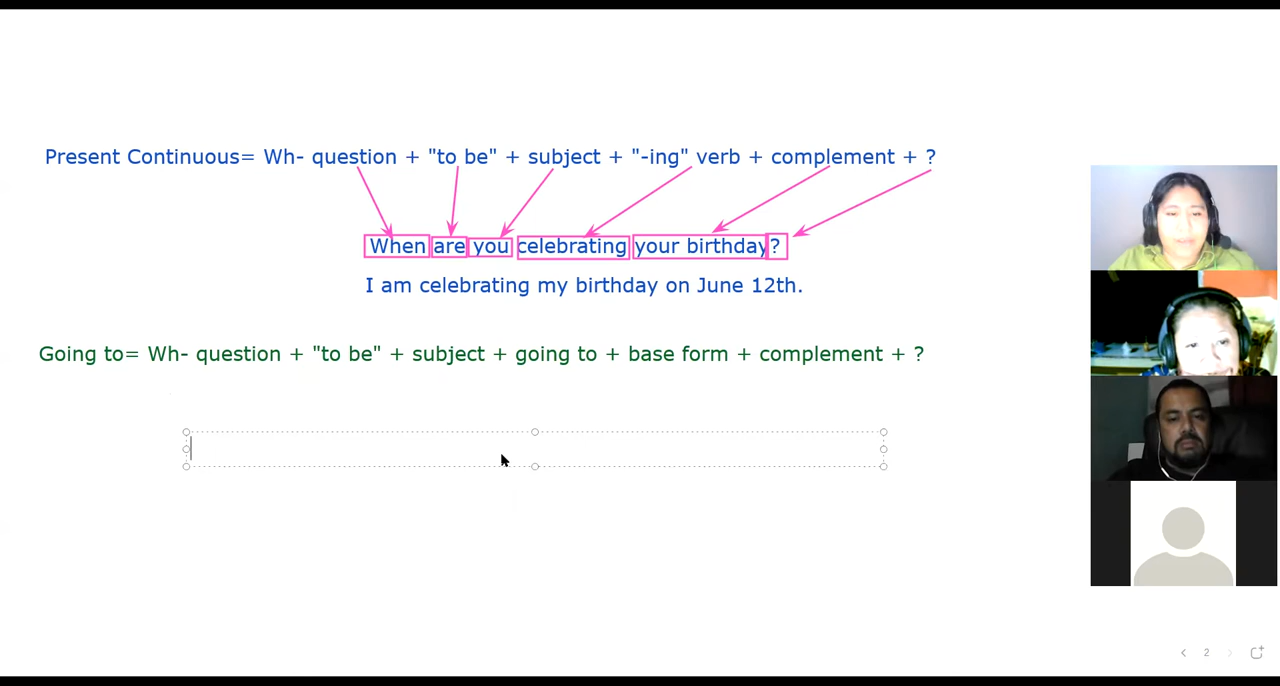 Present Continuous= Wh- question + "to be" + subject + "-ing" verb + complement + ?
When are you celebrating your birthday?
I am celebrating my birthday on June 12th.
Going to= Wh- question + "to be" + subject + going to + base form + complement + ?
2